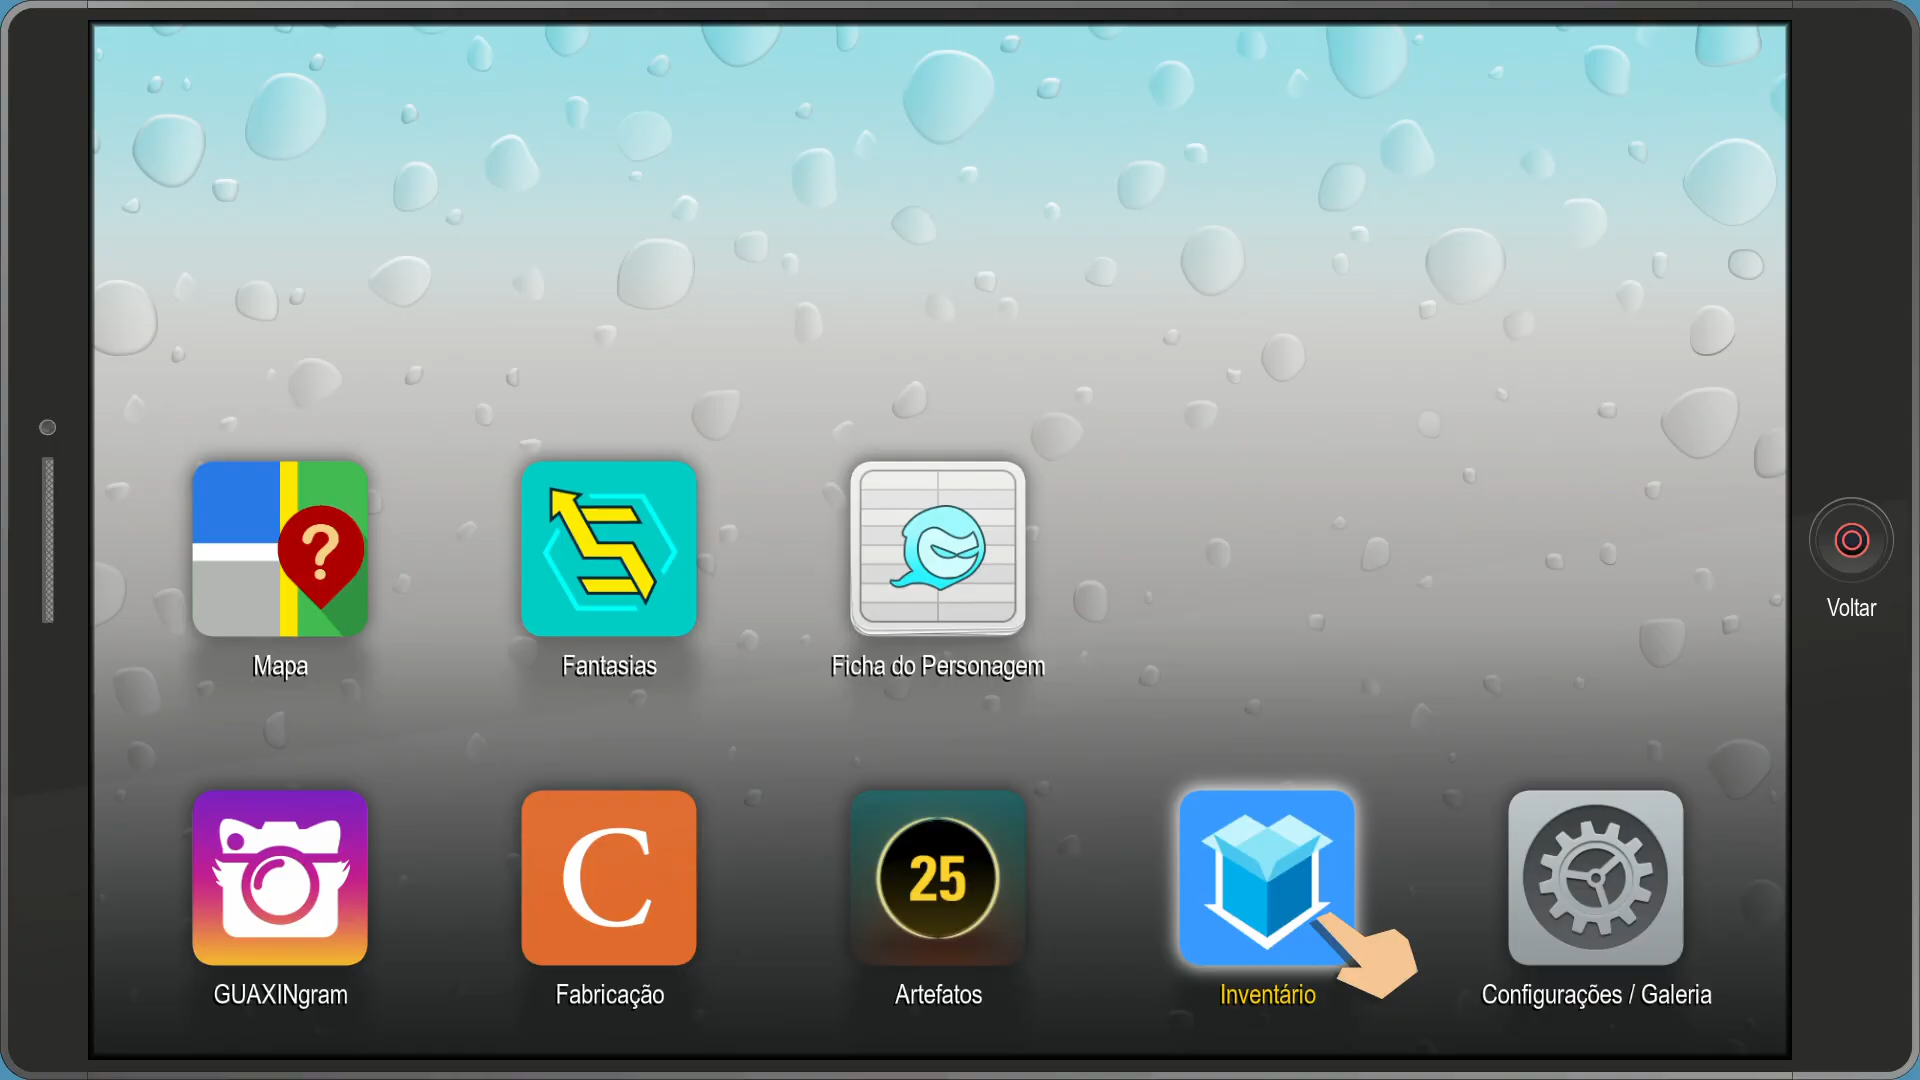 ?
Mapa
Fantasias
Ficha do Personagem
Voltar
C
25
GUAXINgram
Fabricação
Artefatos
Inventário
Configurações / Galeria